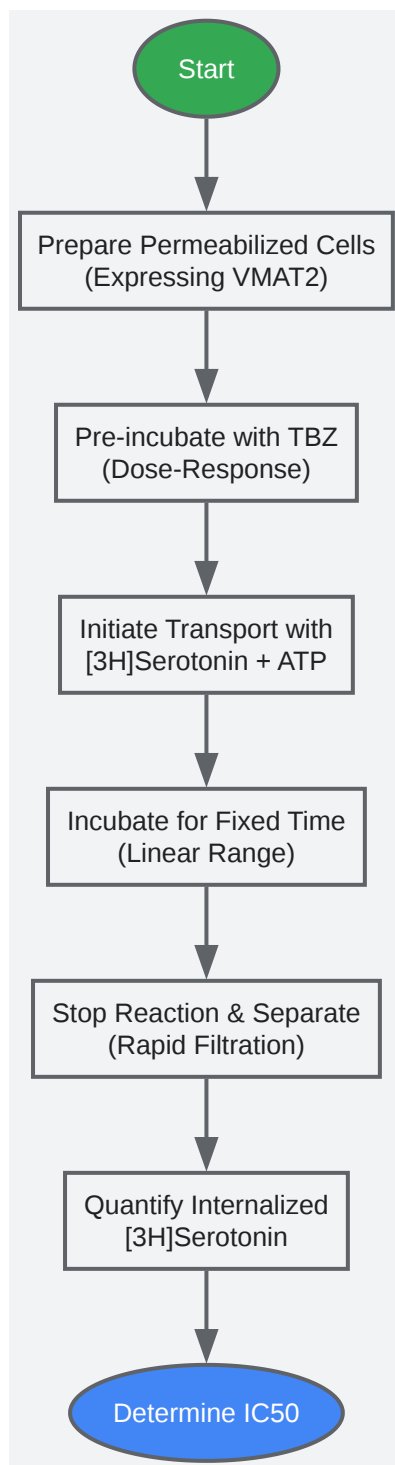 Start
Prepare Permeabilized Cells
(Expressing VMAT2)
Pre-incubate with TBZ
(Dose-Response)
Initiate Transport with
[3H]Serotonin + ATP
Incubate for Fixed Time
(Linear Range)
Stop Reaction & Separate
(Rapid Filtration)
Quantify Internalized
[3H]Serotonin
Determine IC50